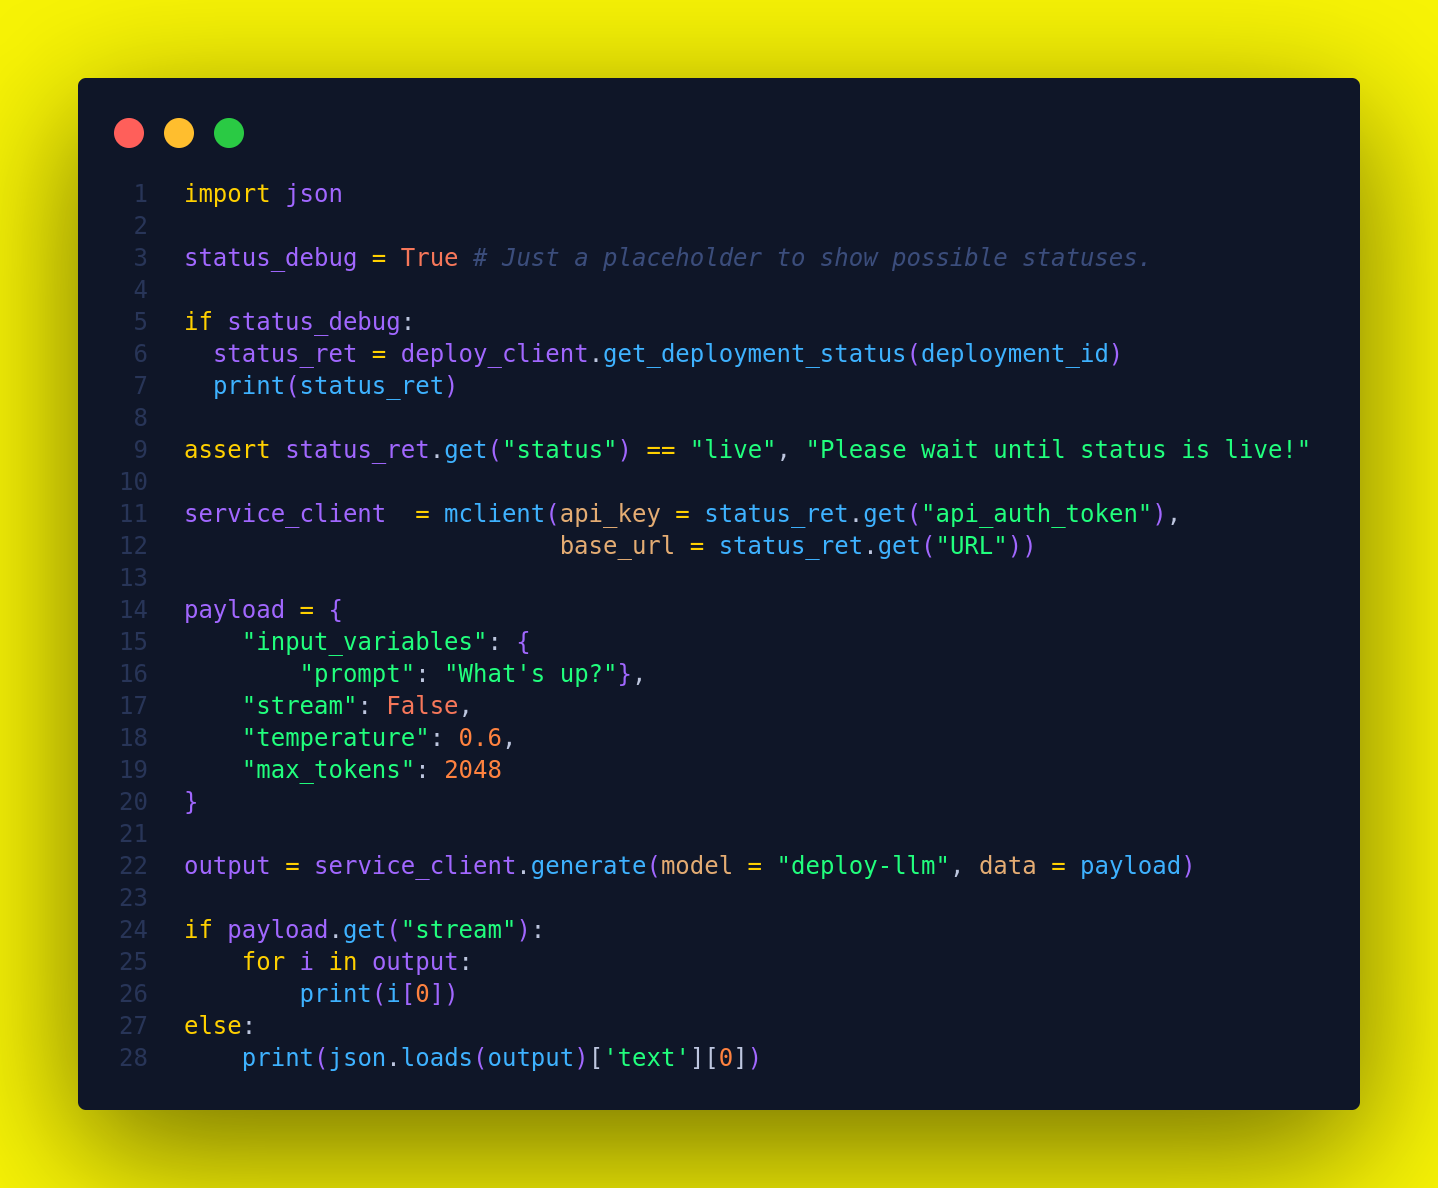 1 import json
2
3 status_debug = True # Just a placeholder to show possible statuses.
4
5 if status_debug:
6   status_ret = deploy_client.get_deployment_status(deployment_id)
7   print(status_ret)
8
9 assert status_ret.get("status") == "live", "Please wait until status is live!"
10
11 service_client  = mclient(api_key = status_ret.get("api_auth_token"),
12                           base_url = status_ret.get("URL"))
13
14 payload = {
15     "input_variables": {
16         "prompt": "What's up?"},
17     "stream": False,
18     "temperature": 0.6,
19     "max_tokens": 2048
20 }
21
22 output = service_client.generate(model = "deploy-llm", data = payload)
23
24 if payload.get("stream"):
25     for i in output:
26         print(i[0])
27 else:
28     print(json.loads(output)['text'][0])